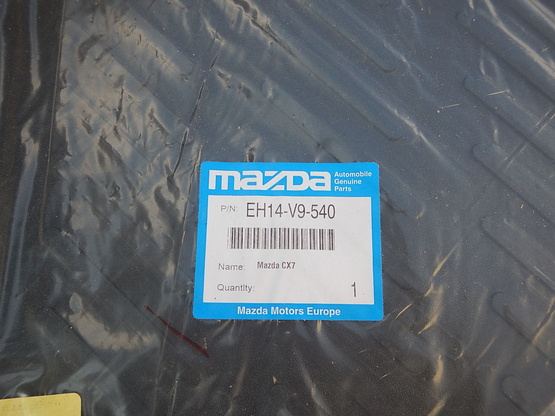 mazda
Automobile
Genuine
Parts
P/N: EH14-V9-540
Name: Mazda CX7
Quantity: 1
Mazda Motors Europe